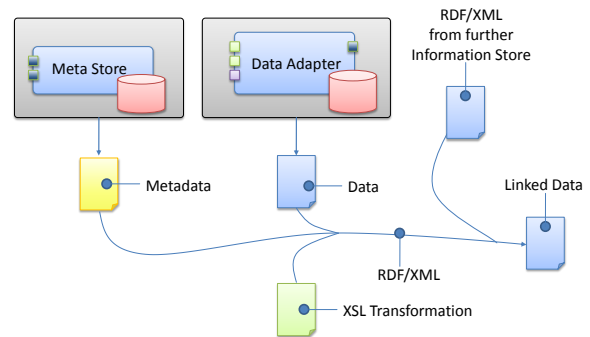 Meta Store
Data Adapter
RDF/XML
from further
Information Store
Metadata
Data
Linked Data
RDF/XML
XSL Transformation